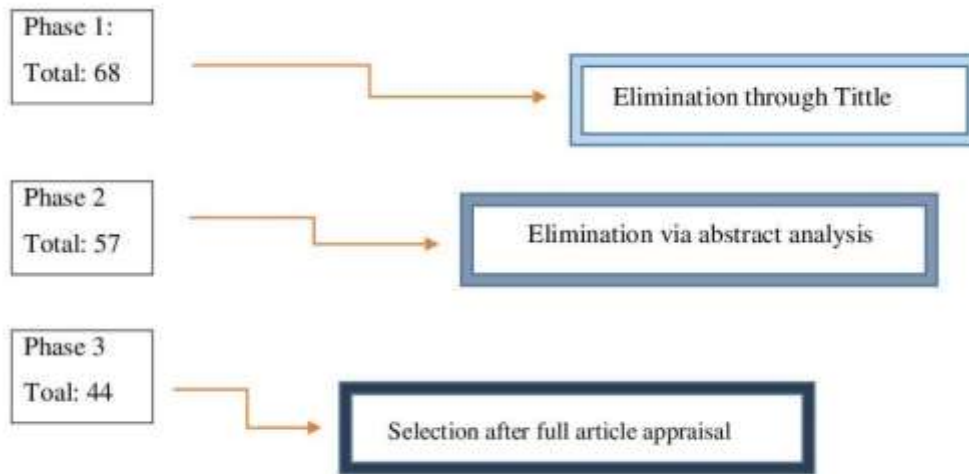 Phase 1:
Total: 68
Elimination through Tittle
Phase 2
Total: 57
Elimination via abstract analysis
Phase 3
Toal: 44
Selection after full article appraisal